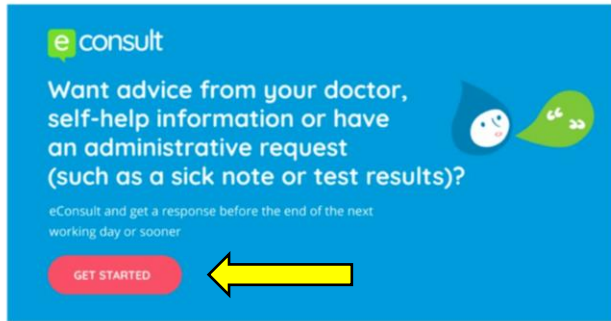 e consult
Want advice from your doctor,
self-help information or have
an administrative request
(such as a sick note or test results)?
eConsult and get a response before the end of the next
working day or sooner
GET STARTED